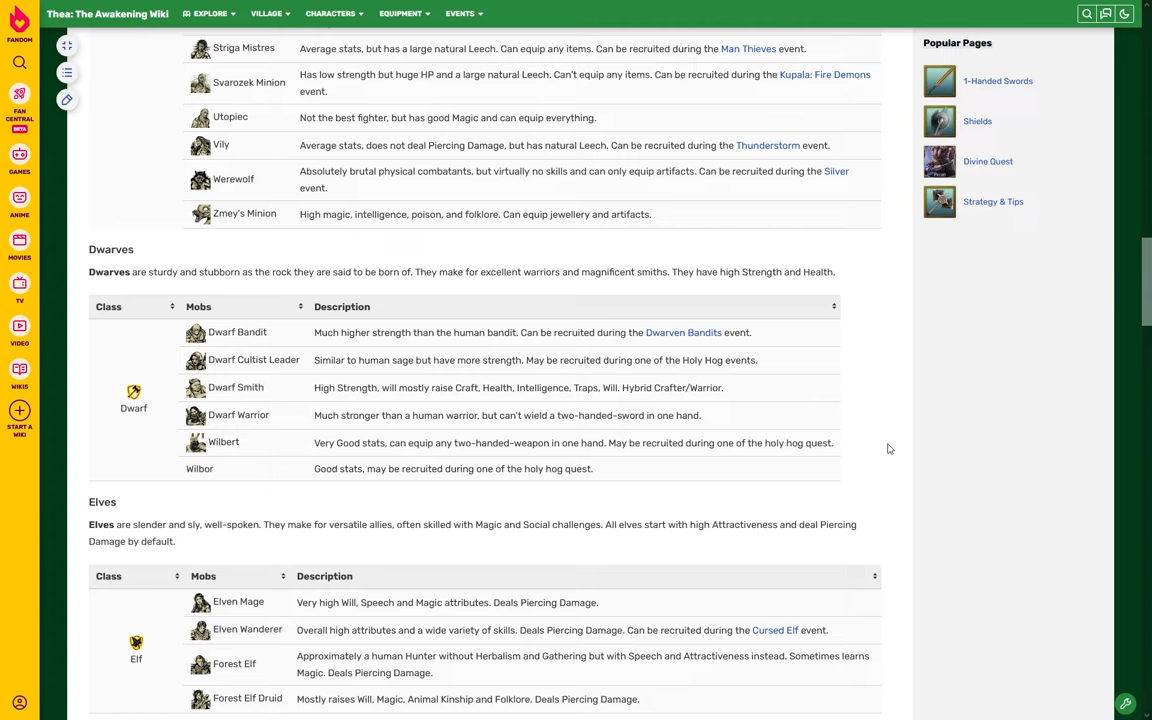 Thea: The Awakening Wiki
EXPLORE
VILLAGE
CHARACTERS
EQUIPMENT
EVENTS
FANDOM
FAN
CENTRAL
BETA
GAMES
ANIME
MOVIES
TV
VIDEO
WIKIS
START A
WIKI
Striga Mistres
Average stats, but has a large natural Leech. Can equip any items. Can be recruited during the Man Thieves event.
Svarozek Minion
Has low strength but huge HP and a large natural Leech. Can't equip any items. Can be recruited during the Kupala: Fire Demons
event.
Utopiec
Not the best fighter, but has good Magic and can equip everything.
Vily
Average stats, does not deal Piercing Damage, but has natural Leech. Can be recruited during the Thunderstorm event.
Werewolf
Absolutely brutal physical combatants, but virtually no skills and can only equip artifacts. Can be recruited during the Silver
event.
Zmey's Minion
High magic, intelligence, poison, and folklore. Can equip jewellery and artifacts.
Dwarves
Dwarves are sturdy and stubborn as the rock they are said to be born of. They make for excellent warriors and magnificent smiths. They have high Strength and Health.
Class
Mobs
Description
Dwarf
Dwarf Bandit
Much higher strength than the human bandit. Can be recruited during the Dwarven Bandits event.
Dwarf Cultist Leader
Similar to human sage but have more strength. May be recruited during one of the Holy Hog events.
Dwarf Smith
High Strength, will mostly raise Craft, Health, Intelligence, Traps, Will. Hybrid Crafter/Warrior.
Dwarf Warrior
Much stronger than a human warrior, but can't wield a two-handed-sword in one hand.
Wilbert
Very Good stats, can equip any two-handed-weapon in one hand. May be recruited during one of the holy hog quest.
Wilbor
Good stats, may be recruited during one of the holy hog quest.
Elves
Elves are slender and sly, well-spoken. They make for versatile allies, often skilled with Magic and Social challenges. All elves start with high Attractiveness and deal Piercing
Damage by default.
Class
Mobs
Description
Elf
Elven Mage
Very high Will, Speech and Magic attributes. Deals Piercing Damage.
Elven Wanderer
Overall high attributes and a wide variety of skills. Deals Piercing Damage. Can be recruited during the Cursed Elf event.
Forest Elf
Approximately a human Hunter without Herbalism and Gathering but with Speech and Attractiveness instead. Sometimes learns
Magic. Deals Piercing Damage.
Forest Elf Druid
Mostly raises Will, Magic, Animal Kinship and Folklore. Deals Piercing Damage.
Popular Pages
1-Handed Swords
Shields
Divine Quest
Strategy & Tips